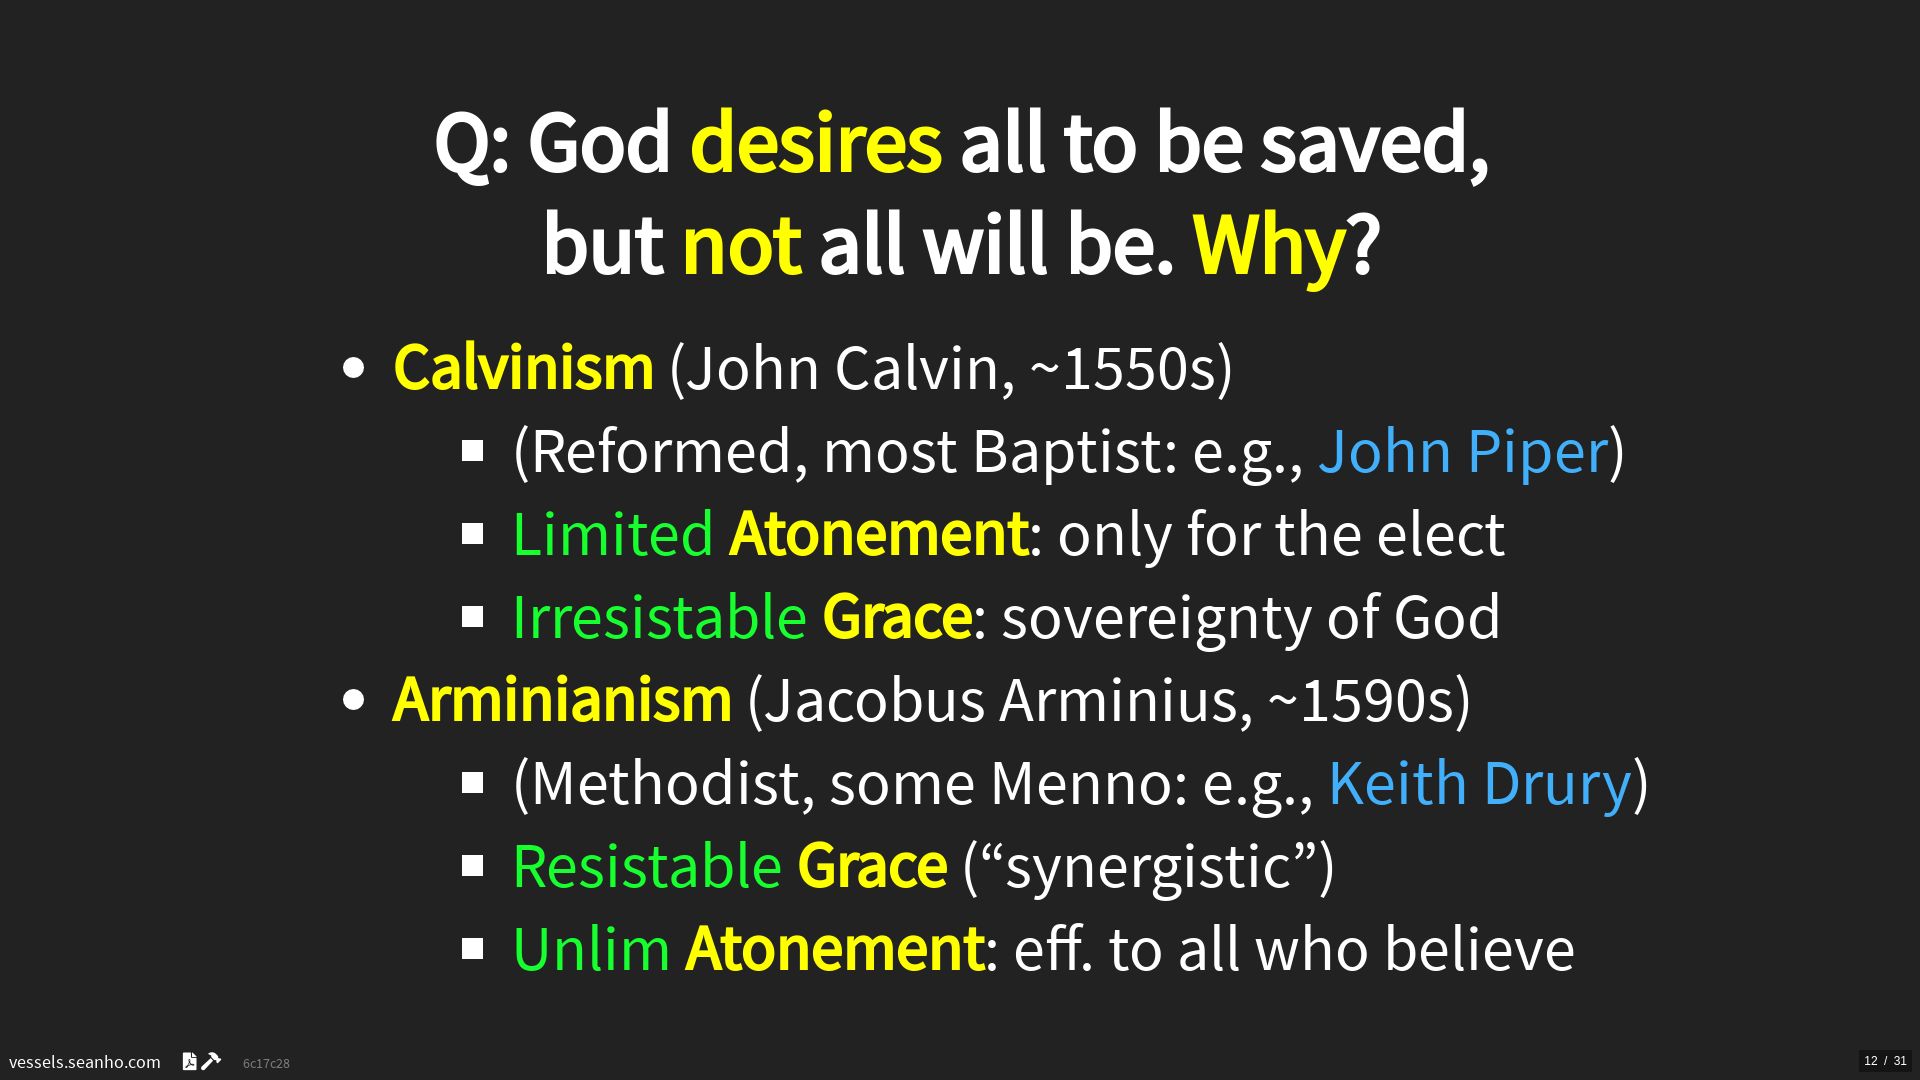 Q: God desires all to be saved,
but not all will be. Why?
• Calvinism (John Calvin, ~1550s)
▪ (Reformed, most Baptist: e.g., John Piper)
▪ Limited Atonement: only for the elect
▪ Irresistable Grace: sovereignty of God
• Arminianism (Jacobus Arminius, ~1590s)
▪ (Methodist, some Menno: e.g., Keith Drury)
▪ Resistable Grace (“synergistic”)
▪ Unlim Atonement: eff. to all who believe
vessels.seanho.com 6c17c28
12 / 31